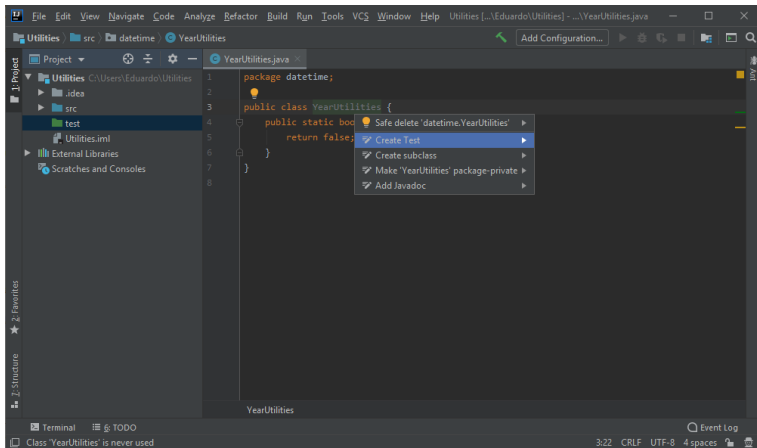 File Edit View Navigate Code Analyze Refactor Build Run Tools VCS Window Help Utilities [...\Eduardo\Utilities] - ...\YearUtilities.java
Utilities src datetime YearUtilities Add Configuration...
1: Project
Project
YearUtilities.java
Ant
Utilities C:\Users\Eduardo\Utilities
.idea
src
test
Utilities.iml
External Libraries
Scratches and Consoles
1 package datetime;
2
3 public class YearUtilities {
4 public static boo
5 return false;
6 }
7 }
8
Safe delete 'datetime.YearUtilities'
Create Test
Create subclass
Make 'YearUtilities' package-private
Add Javadoc
2: Favorites
7: Structure
YearUtilities
Terminal 6: TODO Event Log
Class 'YearUtilities' is never used 3:22 CRLF UTF-8 4 spaces